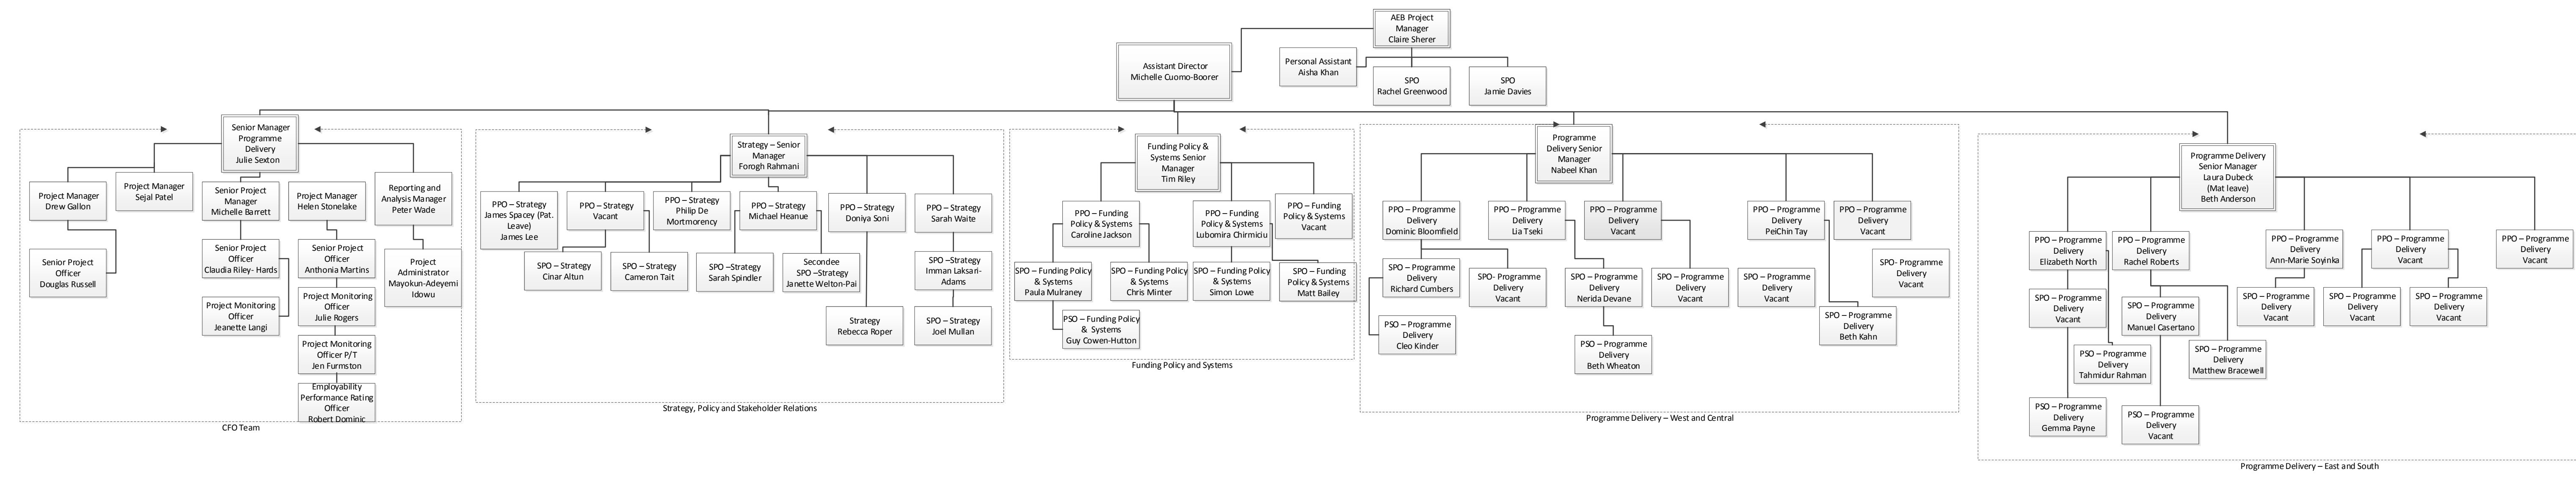 AEB Project
Manager
Claire Sherer
Assistant Director
Michelle Cuomo-Boorer
Personal Assistant
Aisha Khan
SPO
Rachel Greenwood
SPO
Jamie Davies
Senior Manager
Programme
Delivery
Julie Sexton
Project Manager
Drew Gallon
Project Manager
Sejal Patel
Senior Project
Manager
Michelle Barrett
Project Manager
Helen Stonelake
Reporting and
Analysis Manager
Peter Wade
Senior Project
Officer
Douglas Russell
Senior Project
Officer
Claudia Riley- Hards
Senior Project
Officer
Anthonia Martins
Project
Administrator
Mayokun-Adeyemi
Idowu
Project Monitoring
Officer
Jeanette Langi
Project Monitoring
Officer
Julie Rogers
Project Monitoring
Officer P/T
Jen Furmston
Employability
Performance Rating
Officer
Robert Dominic
CFO Team
Strategy – Senior
Manager
Forogh Rahmani
PPO – Strategy
James Spacey (Pat.
Leave)
James Lee
PPO – Strategy
Vacant
PPO – Strategy
Philip De
Mortmorency
PPO – Strategy
Michael Heanue
PPO – Strategy
Doniya Soni
PPO – Strategy
Sarah Waite
SPO – Strategy
Cinar Altun
SPO – Strategy
Cameron Tait
SPO –Strategy
Sarah Spindler
Secondee
SPO –Strategy
Janette Welton-Pai
SPO –Strategy
Imman Laksari-
Adams
Strategy
Rebecca Roper
SPO – Strategy
Joel Mullan
Strategy, Policy and Stakeholder Relations
Funding Policy &
Systems Senior
Manager
Tim Riley
PPO – Funding
Policy & Systems
Caroline Jackson
PPO – Funding
Policy & Systems
Lubomira Chirmiciu
PPO – Funding
Policy & Systems
Vacant
SPO – Funding Policy
& Systems
Paula Mulraney
SPO – Funding Policy
& Systems
Chris Minter
SPO – Funding Policy
& Systems
Simon Lowe
SPO – Funding
Policy & Systems
Matt Bailey
PSO – Funding Policy
& Systems
Guy Cowen-Hutton
Funding Policy and Systems
Programme
Delivery Senior
Manager
Nabeel Khan
PPO – Programme
Delivery
Dominic Bloomfield
PPO – Programme
Delivery
Lia Tseki
PPO – Programme
Delivery
Vacant
PPO – Programme
Delivery
PeiChin Tay
PPO – Programme
Delivery
Vacant
SPO – Programme
Delivery
Richard Cumbers
SPO- Programme
Delivery
Vacant
SPO – Programme
Delivery
Nerida Devane
SPO – Programme
Delivery
Vacant
SPO – Programme
Delivery
Vacant
SPO- Programme
Delivery
Vacant
PSO – Programme
Delivery
Cleo Kinder
PSO – Programme
Delivery
Beth Wheaton
SPO – Programme
Delivery
Beth Kahn
Programme Delivery – West and Central
Programme Delivery
Senior Manager
Laura Dubeck
(Mat leave)
Beth Anderson
PPO – Programme
Delivery
Elizabeth North
PPO – Programme
Delivery
Rachel Roberts
PPO – Programme
Delivery
Ann-Marie Soyinka
PPO – Programme
Delivery
Vacant
PPO – Programme
Delivery
Vacant
SPO – Programme
Delivery
Vacant
SPO – Programme
Delivery
Manuel Casertano
SPO – Programme
Delivery
Vacant
SPO – Programme
Delivery
Vacant
SPO – Programme
Delivery
Vacant
PSO – Programme
Delivery
Tahmidur Rahman
SPO – Programme
Delivery
Matthew Bracewell
PSO – Programme
Delivery
Gemma Payne
PSO – Programme
Delivery
Vacant
Programme Delivery – East and South